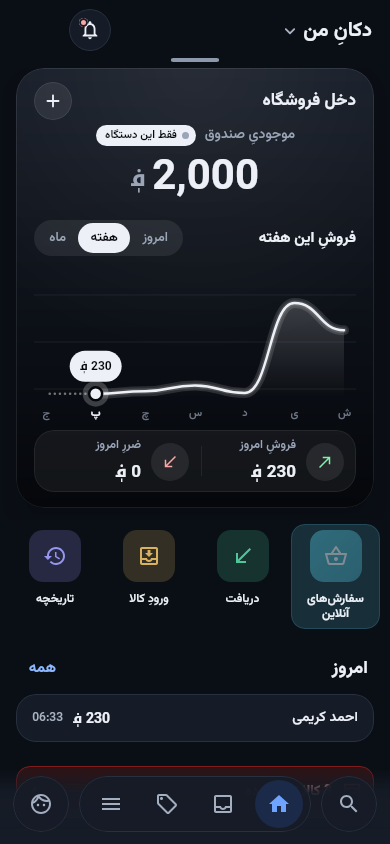 دکانِ من
دخل فروشگاه
موجودیِ صندوق
فقط این دستگاه
2,000 ؋
فروشِ این هفته
امروز
هفته
ماه
230 ؋
ش
ی
د
س
چ
پ
ج
فروشِ امروز
230 ؋
ضررِ امروز
0 ؋
سفارش‌های
آنلاین
دریافت
ورودِ کالا
تاریخچه
امروز
همه
احمد کریمی
230 ؋
06:33